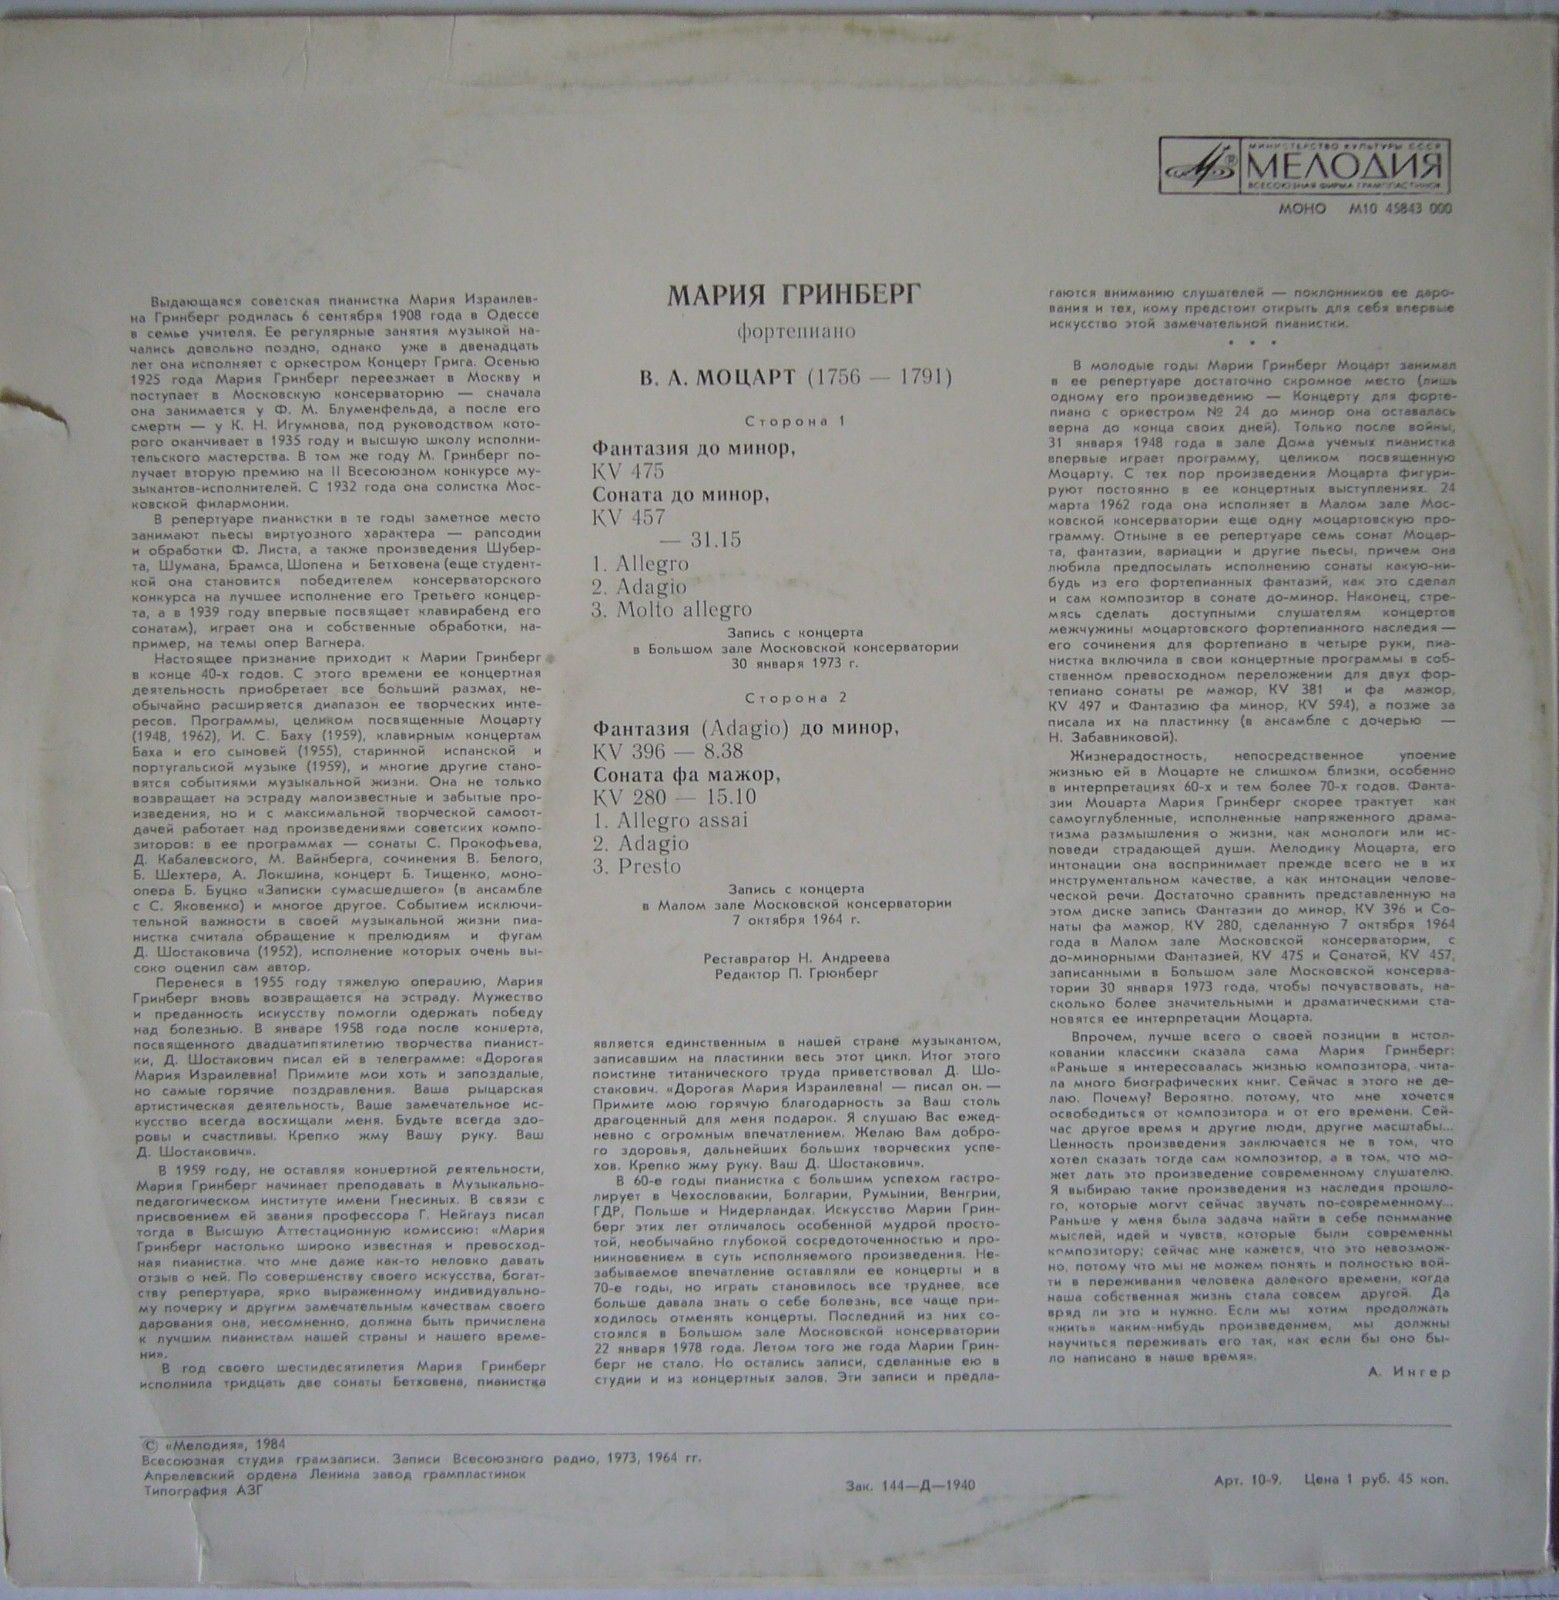 МИНИСТЕРСТВО КУЛЬТУРЫ СССР
МЕЛОДИЯ
ВСЕСОЮЗНАЯ ФИРМА ГРАМПЛАСТИНОК
МОНО М10 45843 000
Выдающаяся советская пианистка Мария Израилев-
на Гринберг родилась 6 сентября 1908 года в Одессе
в семье учителя. Ее регулярные занятия музыкой на-
чались довольно поздно, однако уже в двенадцать
лет она исполняет с оркестром Концерт Грига. Осенью
1925 года Мария Гринберг переезжает в Москву и
поступает в Московскую консерваторию — сначала
она занимается у Ф. М. Блуменфельда, а после его
смерти — у К. Н. Игумнова, под руководством кото-
рого оканчивает в 1935 году и высшую школу исполни-
тельского мастерства. В том же году М. Гринберг по-
лучает вторую премию на II Всесоюзном конкурсе му-
зыкантов-исполнителей. С 1932 года она солистка Мос-
ковской филармонии.
В репертуаре пианистки в те годы заметное место
занимают пьесы виртуозного характера — рапсодии
и обработки Ф. Листа, а также произведения Шубер-
та, Шумана, Брамса, Шопена и Бетховена (еще студент-
кой она становится победителем консерваторского
конкурса на лучшее исполнение его Третьего концер-
та, а в 1939 году впервые посвящает клавирабенд его
сонатам), играет она и собственные обработки, на-
пример, на темы опер Вагнера.
Настоящее признание приходит к Марии Гринберг
в конце 40-х годов. С этого времени ее концертная
деятельность приобретает все больший размах, не-
обычайно расширяется диапазон ее творческих инте-
ресов. Программы, целиком посвященные Моцарту
(1948, 1962), И. С. Баху (1959), клавирным концертам
Баха и его сыновей (1955), старинной испанской и
португальской музыке (1959), и многие другие стано-
вятся событиями музыкальной жизни. Она не только
возвращает на эстраду малоизвестные и забытые про-
изведения, но и с максимальной творческой самоот-
дачей работает над произведениями советских компо-
зиторов: в ее программах — сонаты С. Прокофьева,
Д. Кабалевского, М. Вайнберга, сочинения В. Белого,
Б. Шехтера, А. Локшина, концерт Б. Тищенко, моно-
опера Б. Буцко «Записки сумасшедшего» (в ансамбле
с С. Яковенко) и многое другое. Событием исключи-
тельной важности в своей музыкальной жизни пиа-
нистка считала обращение к прелюдиям и фугам
Д. Шостаковича (1952), исполнение которых очень вы-
соко оценил сам автор.
Перенеся в 1955 году тяжелую операцию, Мария
Гринберг вновь возвращается на эстраду. Мужество
и преданность искусству помогли одержать победу
над болезнью. В январе 1958 года после концерта,
посвященного двадцатипятилетию творчества пианист-
ки, Д. Шостакович писал ей в телеграмме: «Дорогая
Мария Израилевна! Примите мои хоть и запоздалые,
но самые горячие поздравления. Ваша рыцарская
артистическая деятельность, Ваше замечательное ис-
кусство всегда восхищали меня. Будьте всегда здо-
ровы и счастливы. Крепко жму Вашу руку. Ваш
Д. Шостакович».
В 1959 году, не оставляя концертной деятельности,
Мария Гринберг начинает преподавать в Музыкально-
педагогическом институте имени Гнесиных. В связи с
присвоением ей звания профессора Г. Нейгауз писал
тогда в Высшую Аттестационную комиссию: «Мария
Гринберг настолько широко известная и превосход-
ная пианистка, что мне даже как-то неловко давать
отзыв о ней. По совершенству своего искусства, богат-
ству репертуара, ярко выраженному индивидуально-
му почерку и другим замечательным качествам своего
дарования она, несомненно, должна быть причислена
к лучшим пианистам нашей страны и нашего време-
ни».
В год своего шестидесятилетия Мария Гринберг
исполнила тридцать две сонаты Бетховена, пианистка
МАРИЯ ГРИНБЕРГ
фортепиано
В. А. МОЦАРТ (1756 — 1791)
Сторона 1
Фантазия до минор,
KV 475
Соната до минор,
KV 457
— 31.15
1. Allegro
2. Adagio
3. Molto allegro
Запись с концерта
в Большом зале Московской консерватории
30 января 1973 г.
Сторона 2
Фантазия (Adagio) до минор,
KV 396 — 8.38
Соната фа мажор,
KV 280 — 15.10
1. Allegro assai
2. Adagio
3. Presto
Запись с концерта
в Малом зале Московской консерватории
7 октября 1964 г.
Реставратор Н. Андреева
Редактор П. Грюнберг
является единственным в нашей стране музыкантом,
записавшим на пластинки весь этот цикл. Итог этого
поистине титанического труда приветствовал Д. Шо-
стакович. «Дорогая Мария Израилевна! — писал он. —
Примите мою горячую благодарность за Ваш столь
драгоценный для меня подарок. Я слушаю Вас ежед-
невно с огромным впечатлением. Желаю Вам добро-
го здоровья, дальнейших больших творческих успе-
хов. Крепко жму руку. Ваш Д. Шостакович».
В 60-е годы пианистка с большим успехом гастро-
лирует в Чехословакии, Болгарии, Румынии, Венгрии,
ГДР, Польше и Нидерландах. Искусство Марии Грин-
берг этих лет отличалось особенной мудрой просто-
той, необычайно глубокой сосредоточенностью и про-
никновением в суть исполняемого произведения. Не-
забываемое впечатление оставляли ее концерты и в
70-е годы, но играть становилось все труднее, все
больше давала знать о себе болезнь, все чаще при-
ходилось отменять концерты. Последний из них со-
стоялся в Большом зале Московской консерватории
22 января 1978 года. Летом того же года Марии Грин-
берг не стало. Но остались записи, сделанные ею в
студии и из концертных залов. Эти записи и предла-
гаются вниманию слушателей — поклонников ее даро-
вания и тех, кому предстоит открыть для себя впервые
искусство этой замечательной пианистки.
* * *
В молодые годы Марии Гринберг Моцарт занимал
в ее репертуаре достаточно скромное место (лишь
одному его произведению — Концерту для форте-
пиано с оркестром № 24 до минор она оставалась
верна до конца своих дней). Только после войны,
31 января 1948 года в зале Дома ученых пианистка
впервые играет программу, целиком посвященную
Моцарту. С тех пор произведения Моцарта фигури-
руют постоянно в ее концертных выступлениях. 24
марта 1962 года она исполняет в Малом зале Мос-
ковской консерватории еще одну моцартовскую про-
грамму. Отныне в ее репертуаре семь сонат Моцар-
та, фантазии, вариации и другие пьесы, причем она
любила предпосылать исполнению сонаты какую-ни-
будь из его фортепианных фантазий, как это сделал
и сам композитор в сонате до-минор. Наконец, стре-
мясь сделать доступными слушателям концертов
межчужины моцартовского фортепианного наследия —
его сочинения для фортепиано в четыре руки, пиа-
нистка включила в свои концертные программы в соб-
ственном превосходном переложении для двух фор-
тепиано сонаты ре мажор, KV 381 и фа мажор,
KV 497 и Фантазию фа минор, KV 594), а позже за
писала их на пластинку (в ансамбле с дочерью —
Н. Забавниковой).
Жизнерадостность, непосредственное упоение
жизнью ей в Моцарте не слишком близки, особенно
в интерпретациях 60-х и тем более 70-х годов. Фанта-
зии Моцарта Мария Гринберг скорее трактует как
самоуглубленные, исполненные напряженного драма-
тизма размышления о жизни, как монологи или ис-
поведи страдающей души. Мелодику Моцарта, его
интонации она воспринимает прежде всего не в их
инструментальном качестве, а как интонации челове-
ческой речи. Достаточно сравнить представленную на
этом диске запись Фантазии до минор, KV 396 и Со-
наты фа мажор, KV 280, сделанную 7 октября 1964
года в Малом зале Московской консерватории, с
до-минорными Фантазией, KV 475 и Сонатой, KV 457,
записанными в Большом зале Московской консерва-
тории 30 января 1973 года, чтобы почувствовать, на-
сколько более значительными и драматическими ста-
новятся ее интерпретации Моцарта.
Впрочем, лучше всего о своей позиции в истол-
ковании классики сказала сама Мария Гринберг:
«Раньше я интересовалась жизнью композитора, чита-
ла много биографических книг. Сейчас я этого не де-
лаю. Почему? Вероятно, потому, что мне хочется
освободиться от композитора и от его времени. Сей-
час другое время и другие люди, другие масштабы...
Ценность произведения заключается не в том, что
хотел сказать тогда сам композитор, а в том, что мо-
жет дать это произведение современному слушателю.
Я выбираю такие произведения из наследия прошло-
го, которые могут сейчас звучать по-современному...
Раньше у меня была задача найти в себе понимание
мыслей, идей и чувств, которые были современны
композитору; сейчас мне кажется, что это невозмож-
но, потому что мы не можем понять и полностью вой-
ти в переживания человека далекого времени, когда
наша собственная жизнь стала совсем другой. Да
вряд ли это и нужно. Если мы хотим продолжать
«жить» каким-нибудь произведением, мы должны
научиться переживать его так, как если бы оно бы-
ло написано в наше время».
А. Ингер
© «Мелодия», 1984
Всесоюзная студия грамзаписи. Записи Всесоюзного радио, 1973, 1964 гг.
Апрелевский ордена Ленина завод грампластинок
Типография АЗГ
Зак. 144—Д—1940
Арт. 10-9. Цена 1 руб. 45 коп.